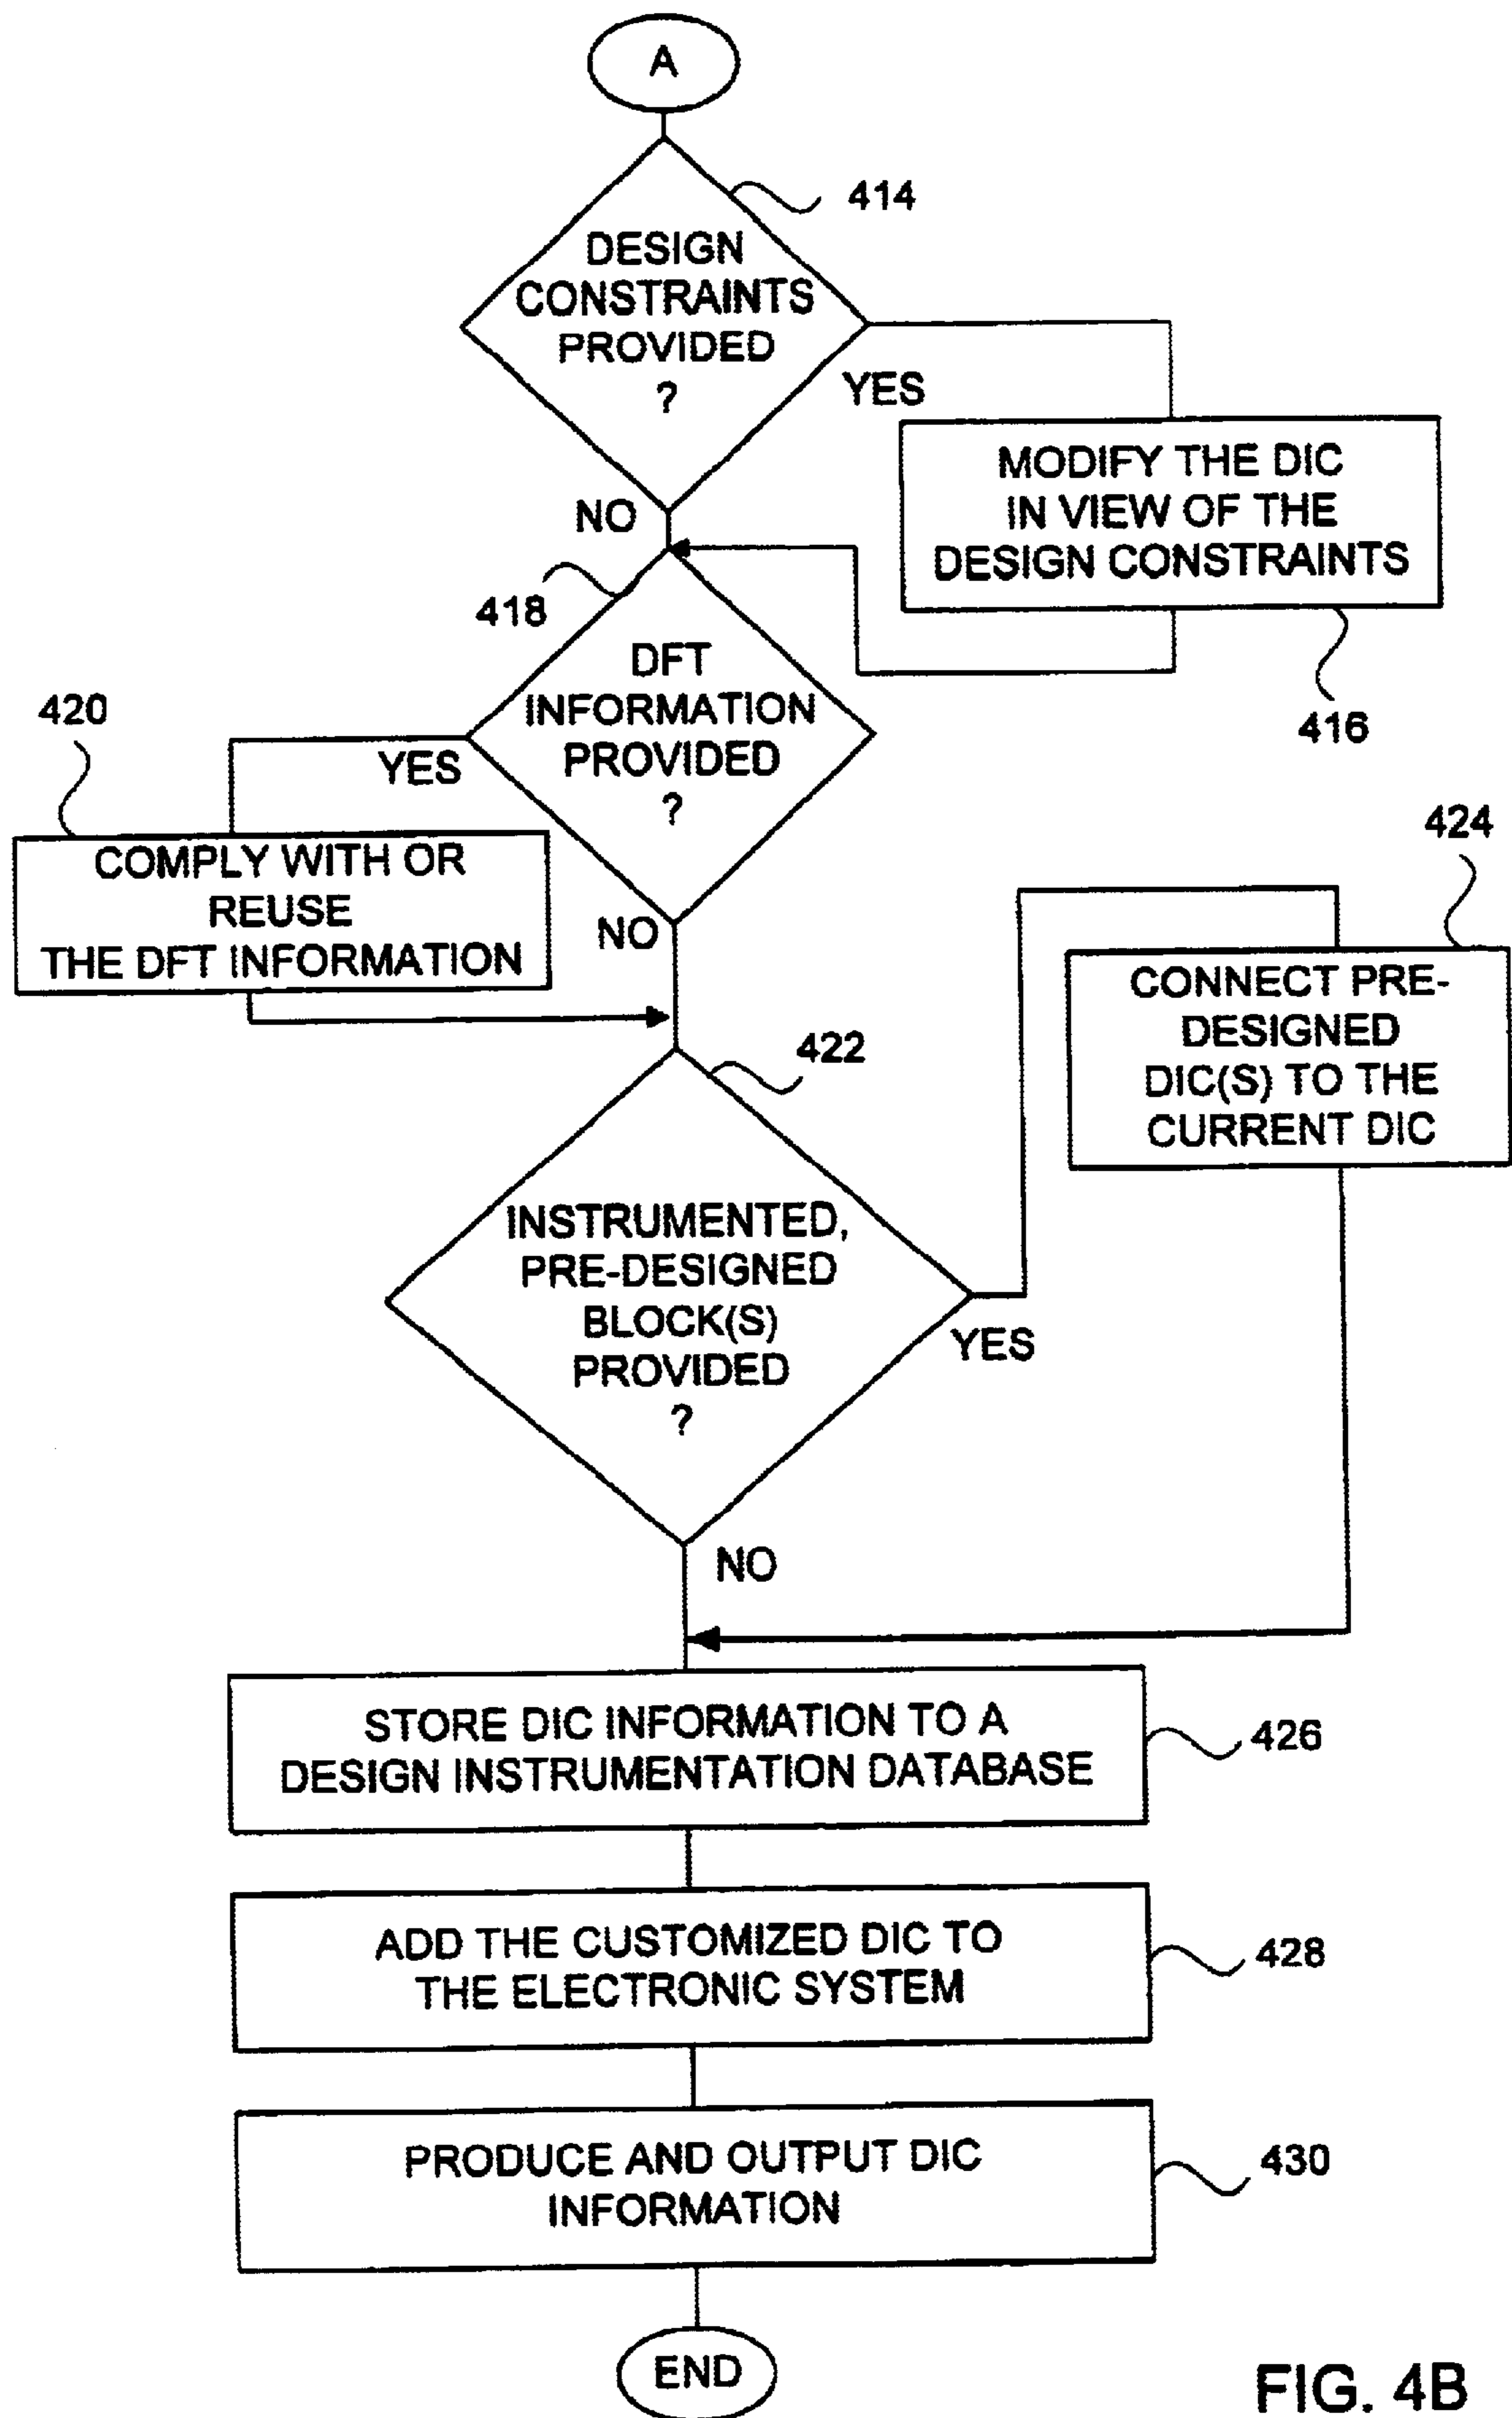 A
414
DESIGN
CONSTRAINTS
PROVIDED
?
YES
MODIFY THE DIC
IN VIEW OF THE
DESIGN CONSTRAINTS
416
NO
418
DFT
INFORMATION
PROVIDED
?
YES
420
COMPLY WITH OR
REUSE
THE DFT INFORMATION
NO
422
424
CONNECT PRE-
DESIGNED
DIC(S) TO THE
CURRENT DIC
INSTRUMENTED,
PRE-DESIGNED
BLOCK(S)
PROVIDED
?
YES
NO
STORE DIC INFORMATION TO A
DESIGN INSTRUMENTATION DATABASE
426
ADD THE CUSTOMIZED DIC TO
THE ELECTRONIC SYSTEM
428
PRODUCE AND OUTPUT DIC
INFORMATION
430
END
FIG. 4B